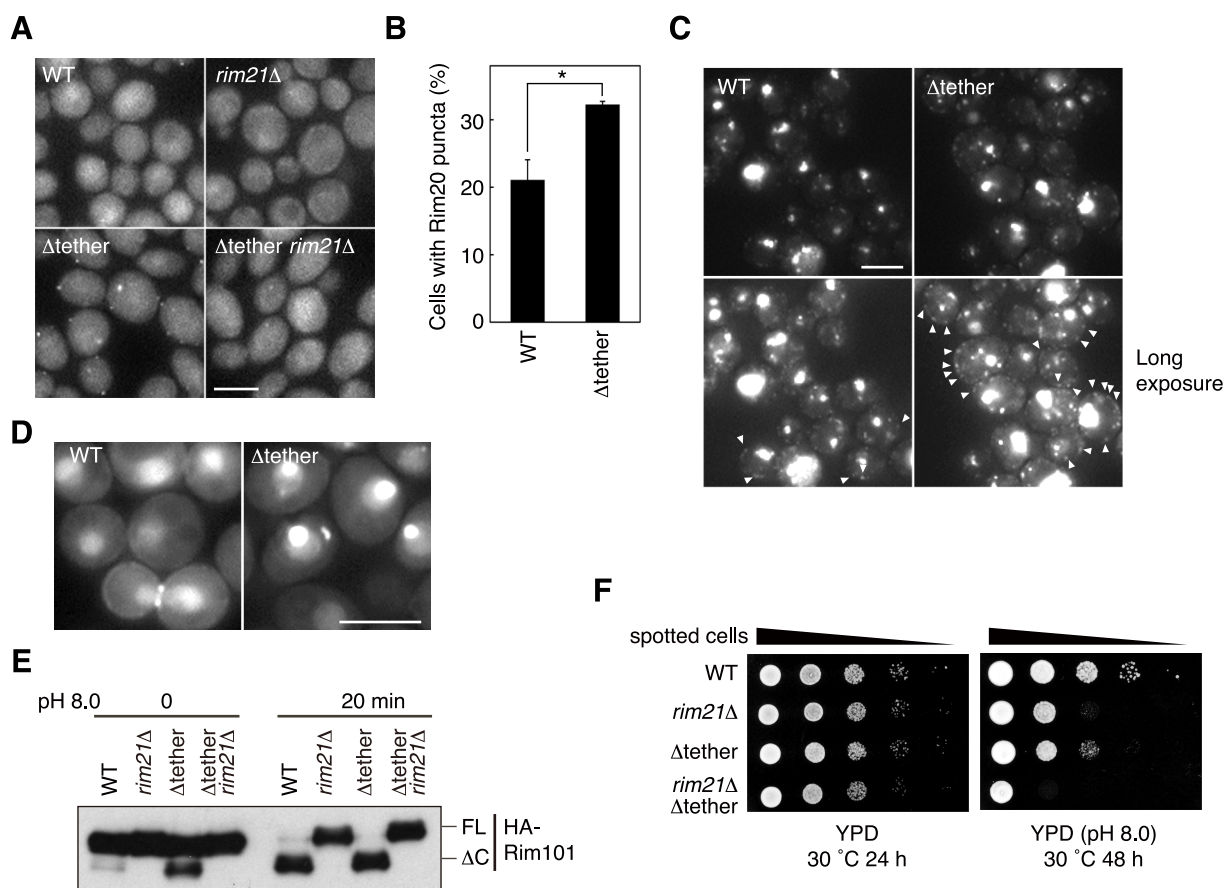 A
WT
rim21Δ
Δtether
Δtether rim21Δ
B
Cells with Rim20 puncta (%)
30
20
10
0
*
WT
Δtether
C
WT
Δtether
Long
exposure
D
WT
Δtether
E
pH 8.0
0
20 min
WT
rim21Δ
Δtether
Δtether
rim21Δ
WT
rim21Δ
Δtether
Δtether
rim21Δ
FL
ΔC
HA-
Rim101
F
spotted cells
WT
rim21Δ
Δtether
rim21Δ
Δtether
YPD
30 ˚C 24 h
YPD (pH 8.0)
30 ˚C 48 h